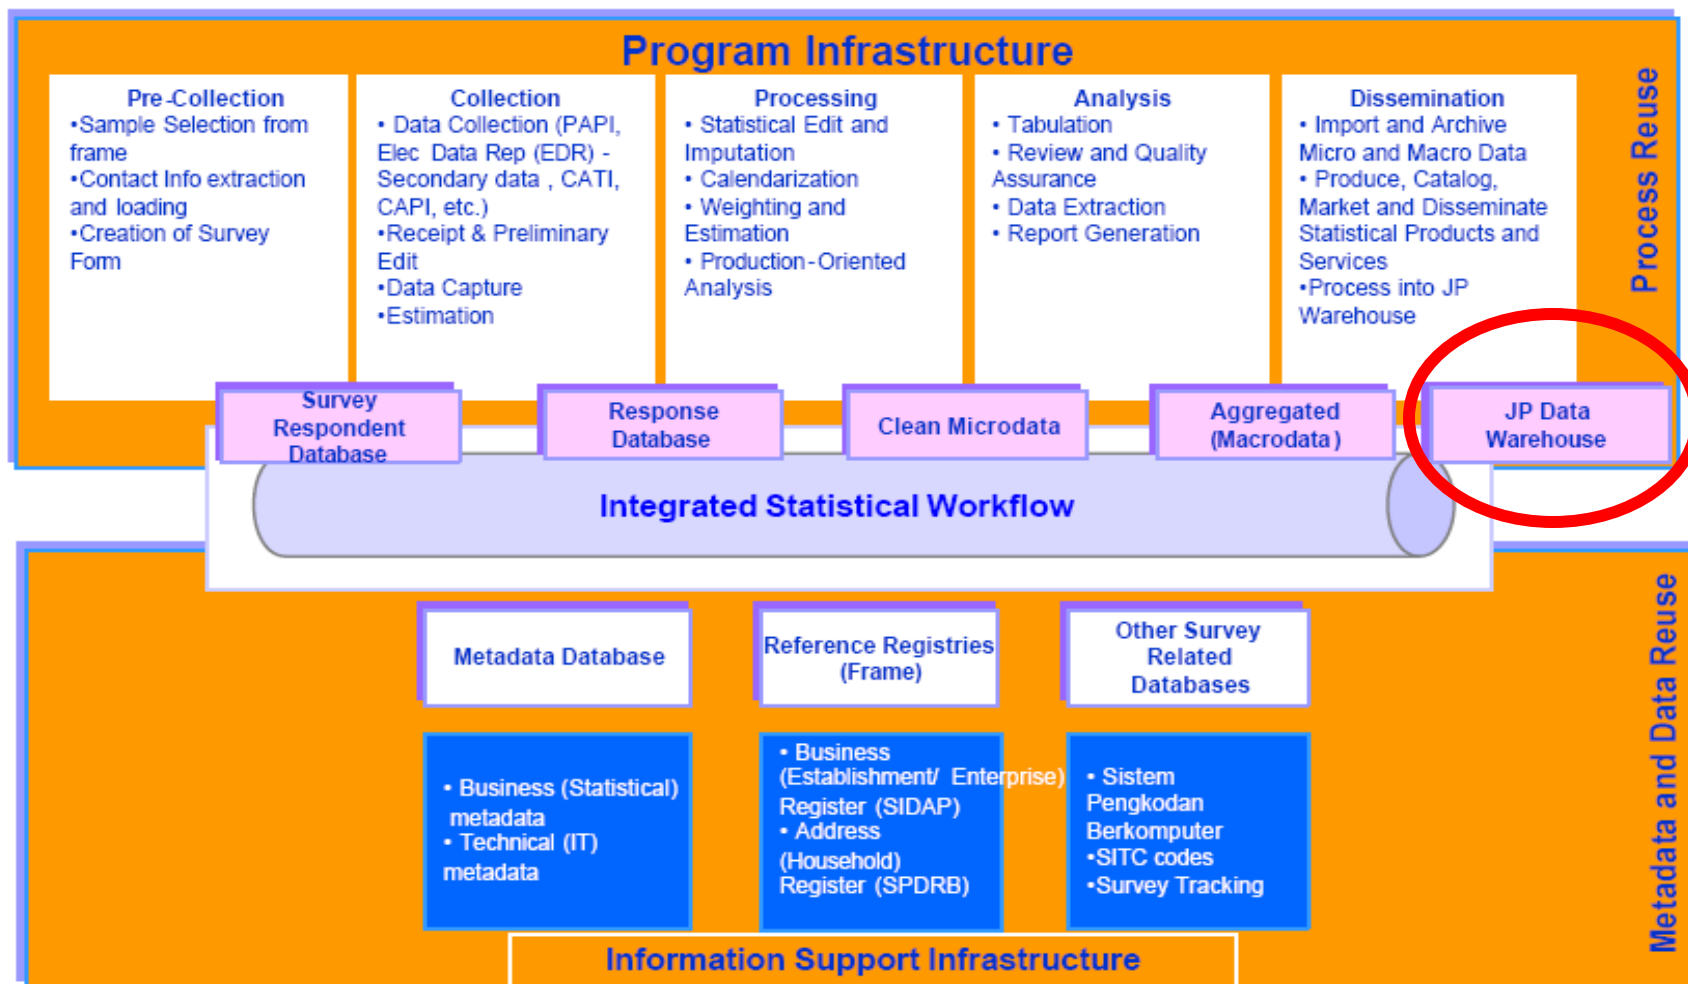 Program Infrastructure
Pre-Collection
•Sample Selection from
frame
•Contact Info extraction
and loading
•Creation of Survey
Form
Collection
• Data Collection (PAPI,
Elec Data Rep (EDR) -
Secondary data , CATI,
CAPI, etc.)
•Receipt & Preliminary
Edit
•Data Capture
•Estimation
Processing
• Statistical Edit and
Imputation
• Calendarization
• Weighting and
Estimation
• Production-Oriented
Analysis
Analysis
• Tabulation
• Review and Quality
Assurance
• Data Extraction
• Report Generation
Dissemination
• Import and Archive
Micro and Macro Data
• Produce, Catalog,
Market and Disseminate
Statistical Products and
Services
•Process into JP
Warehouse
Process Reuse
Survey
Respondent
Database
Response
Database
Clean Microdata
Aggregated
(Macrodata)
JP Data
Warehouse
Integrated Statistical Workflow
Metadata Database
Reference Registries
(Frame)
Other Survey
Related
Databases
• Business (Statistical)
metadata
• Technical (IT)
metadata
• Business
(Establishment/ Enterprise)
Register (SIDAP)
• Address
(Household)
Register (SPDRB)
• Sistem
Pengkodan
Berkomputer
•SITC codes
•Survey Tracking
Metadata and Data Reuse
Information Support Infrastructure